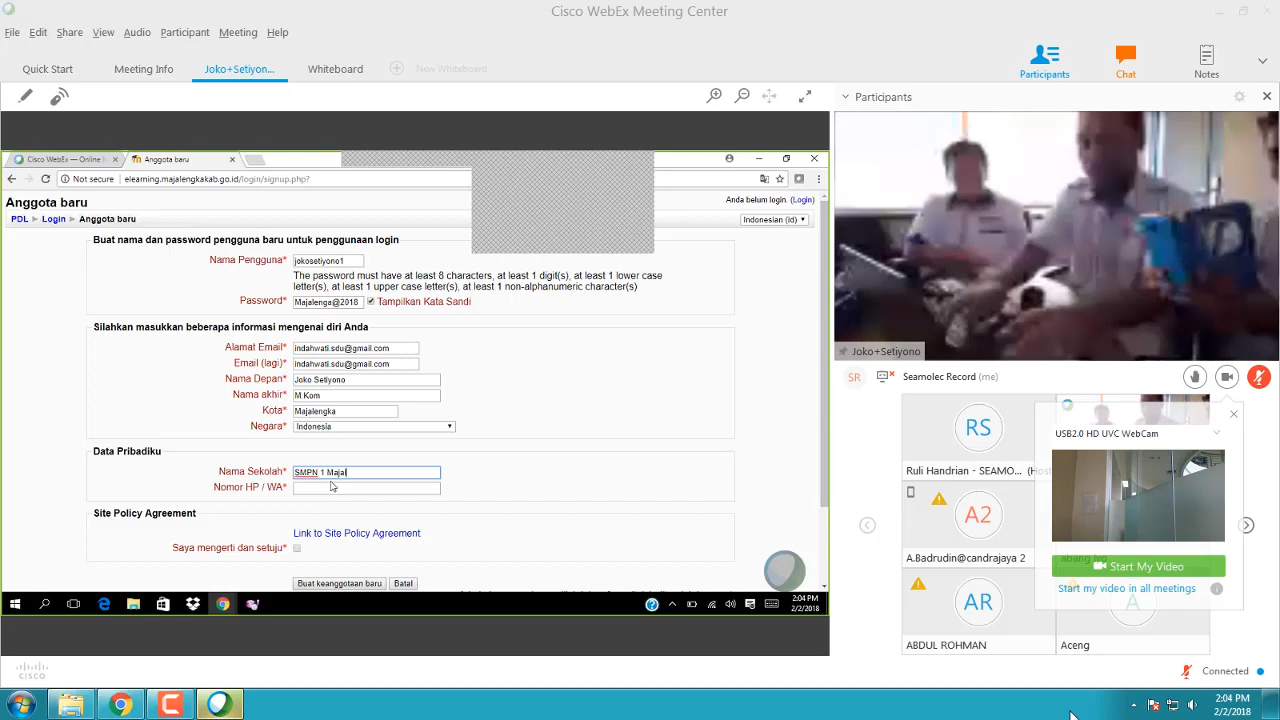 Cisco WebEx Meeting Center
File Edit Share View Audio Participant Meeting Help
Quick Start Meeting Info Joko+Setiyon... Whiteboard New Whiteboard
Participants Chat Notes
Participants
Cisco WebEx — Online Anggota baru
Not secure elearning.majalengkakab.go.id/login/signup.php?
Anggota baru
Anda belum login. (Login)
PDL Login Anggota baru
Indonesian (id)
Buat nama dan password pengguna baru untuk penggunaan login
Nama Pengguna* jokosetiyono1
The password must have at least 8 characters, at least 1 digit(s), at least 1 lower case
letter(s), at least 1 upper case letter(s), at least 1 non-alphanumeric character(s)
Password* Majalenga@2018 Tampilkan Kata Sandi
Silahkan masukkan beberapa informasi mengenai diri Anda
Alamat Email* indahwati.sdu@gmail.com
Email (lagi)* indahwati.sdu@gmail.com
Nama Depan* Joko Setiyono
Nama akhir* M.Kom
Kota* Majalengka
Negara* Indonesia
Data Pribadiku
Nama Sekolah* SMPN 1 Majal
Nomor HP / WA*
Site Policy Agreement
Link to Site Policy Agreement
Saya mengerti dan setuju*
Buat keanggotaan baru Batal
2:04 PM
2/2/2018
Joko+Setiyono
SR Seamolec Record (me)
RS
Ruli Handrian - SEAMO... (Hos
A2
A.Badrudin@candrajaya 2
abang ivo
AR
ABDUL ROHMAN
A
Aceng
USB2.0 HD UVC WebCam
Start My Video
Start my video in all meetings
CISCO
Connected
2:04 PM
2/2/2018